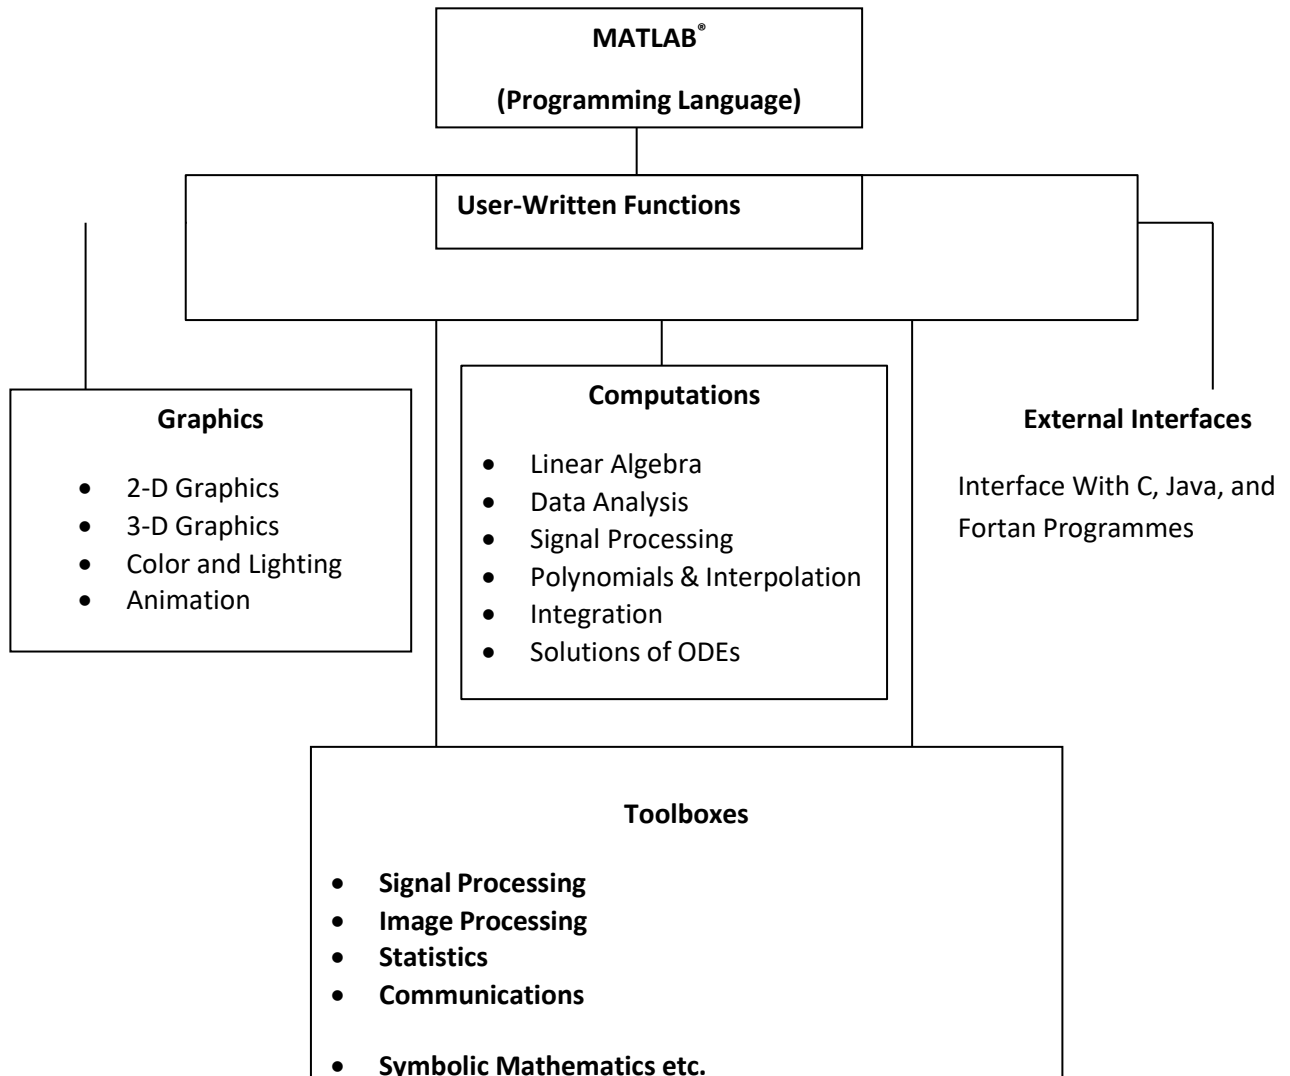 MATLAB®
(Programming Language)
User-Written Functions
Graphics
• 2-D Graphics
• 3-D Graphics
• Color and Lighting
• Animation
Computations
• Linear Algebra
• Data Analysis
• Signal Processing
• Polynomials & Interpolation
• Integration
• Solutions of ODEs
External Interfaces
Interface With C, Java, and
Fortan Programmes
Toolboxes
• Signal Processing
• Image Processing
• Statistics
• Communications
• Symbolic Mathematics etc.